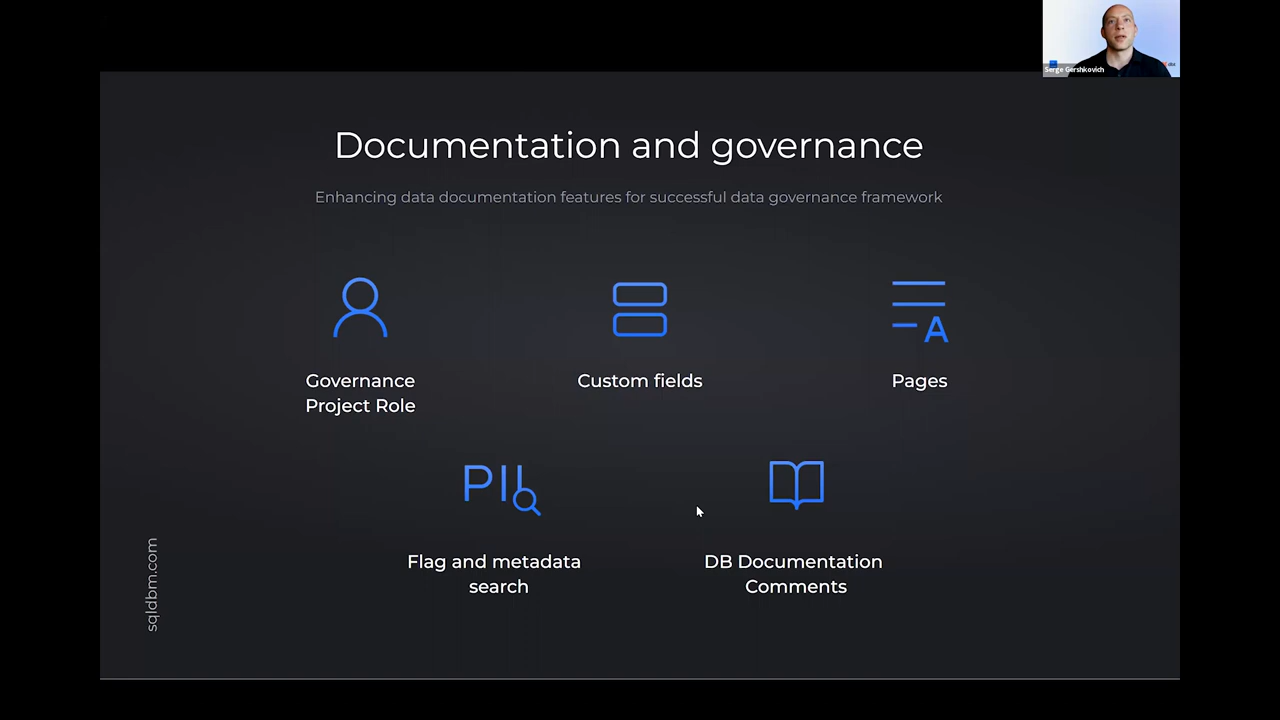 Serge Gershkovich
Documentation and governance
Enhancing data documentation features for successful data governance framework
A
Governance
Project Role
Custom fields
Pages
PII
Flag and metadata
search
DB Documentation
Comments
sqldbm.com